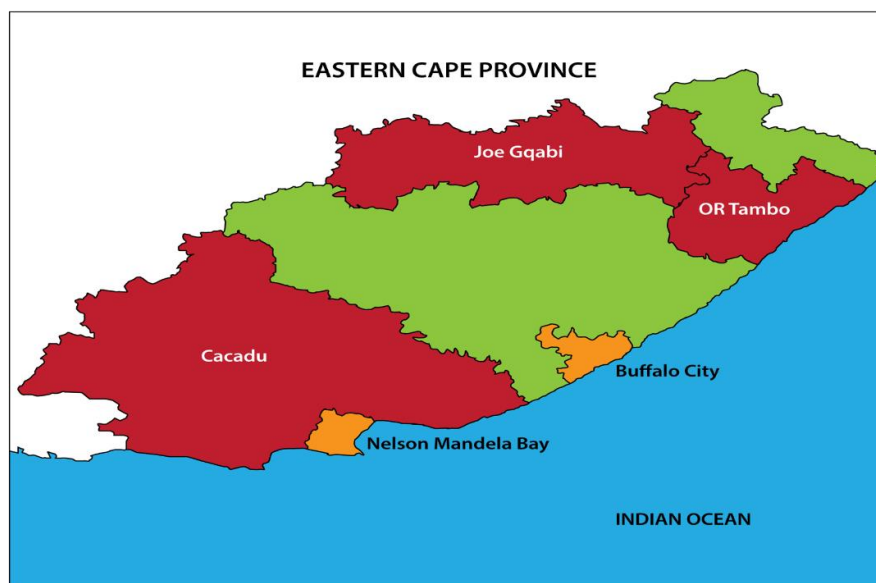 EASTERN CAPE PROVINCE
Joe Gqabi
OR Tambo
Cacadu
Buffalo City
Nelson Mandela Bay
INDIAN OCEAN